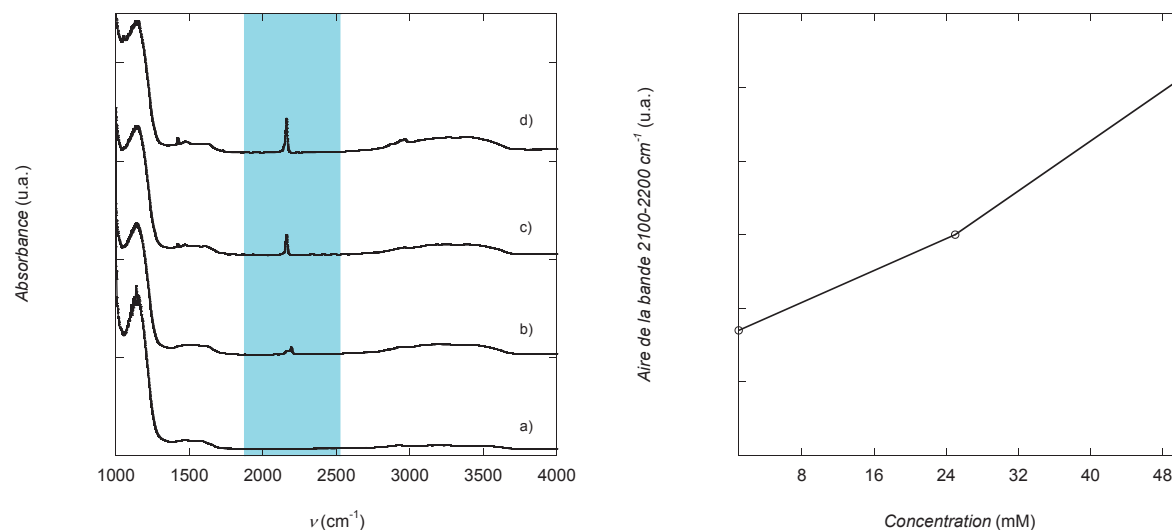 Absorbance (u.a.)
d)
c)
b)
a)
1000 1500 2000 2500 3000 3500 4000
ν (cm-1)
Aire de la bande 2100-2200 cm-1 (u.a.)
8 16 24 32 40 48
Concentration (mM)